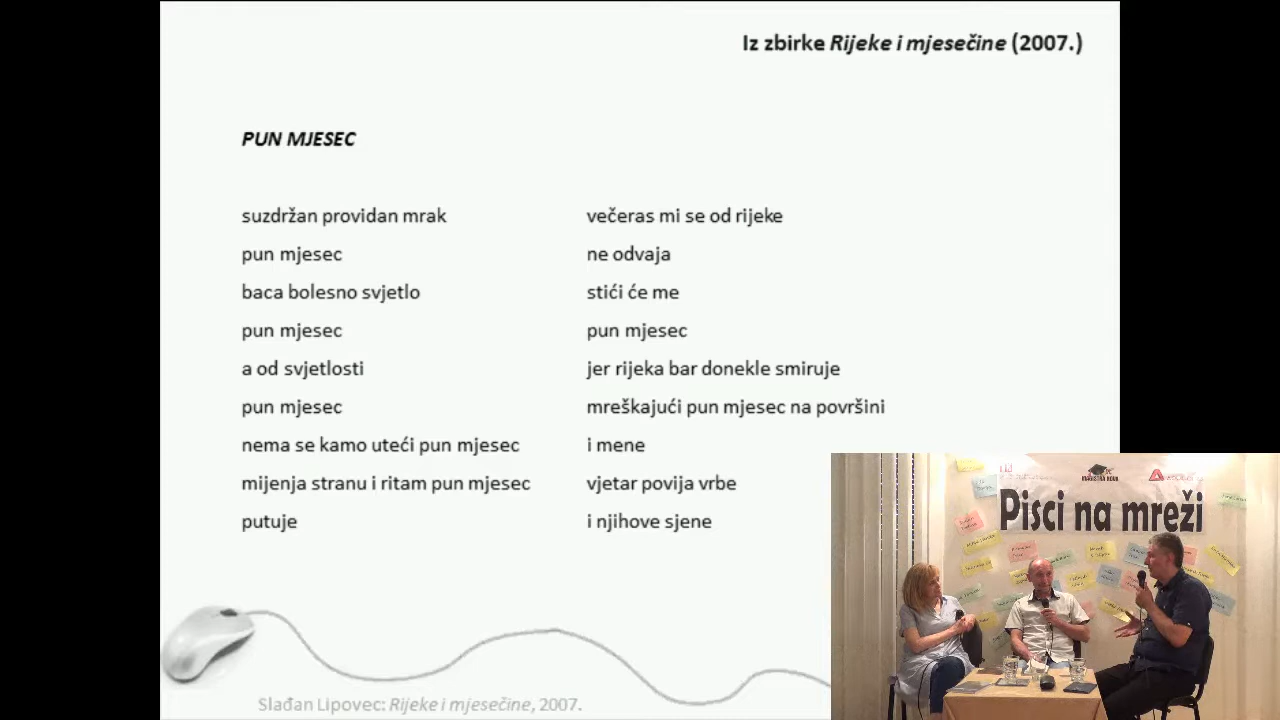 Iz zbirke Rijeke i mjesečine (2007.)
PUN MJESEC
suzdržan providan mrak
pun mjesec
baca bolesno svjetlo
pun mjesec
a od svjetlosti
pun mjesec
nema se kamo uteći pun mjesec
mijenja stranu i ritam pun mjesec
putuje
večeras mi se od rijeke
ne odvaja
stići će me
pun mjesec
jer rijeka bar donekle smiruje
mreškajući pun mjesec na površini
i mene
vjetar povija vrbe
i njihove sjene
Slađan Lipovec: Rijeke i mjesečine, 2007.
Pisci na mreži